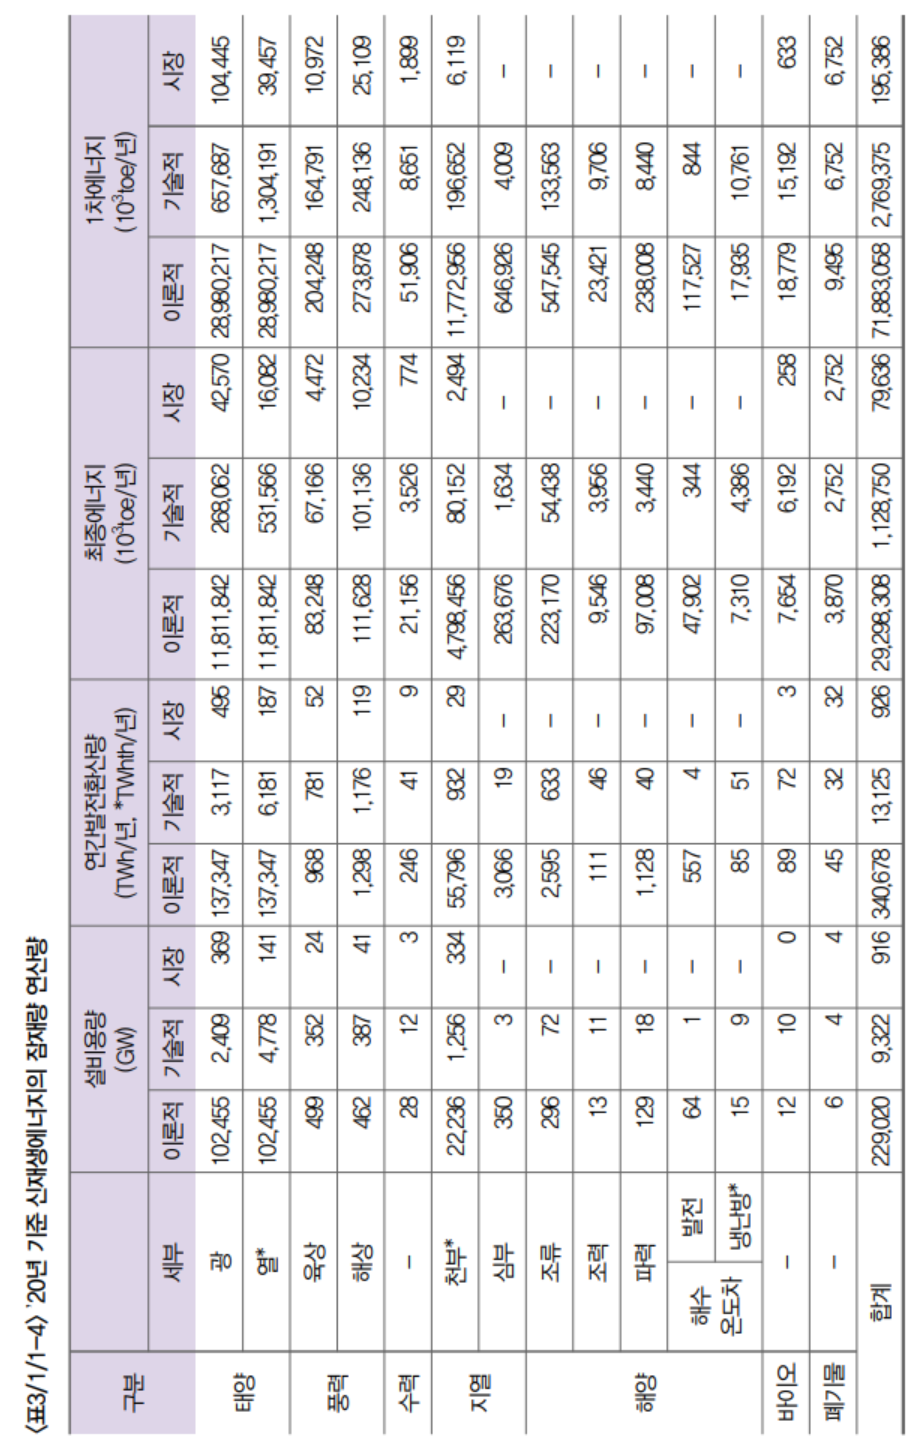 〈표3/1/1-4〉 '20년 기준 신재생에너지의 잠재량 연산량
구분 세부 설비용량 (GW) 연간발전환산량 (TWh/년, *TWhth/년) 최종에너지 (10³toe/년) 1차에너지 (10³toe/년)
이론적 기술적 시장 이론적 기술적 시장 이론적 기술적 시장 이론적 기술적 시장
태양 광 102,455 2,409 369 137,347 3,117 495 11,811,842 268,062 42,570 28,980,217 657,687 104,445
열* 102,455 4,778 141 137,347 6,181 187 11,811,842 531,566 16,082 28,980,217 1,304,191 39,457
풍력 육상 499 352 24 968 781 52 83,248 67,166 4,472 204,248 164,791 10,972
해상 462 387 41 1,298 1,176 119 111,628 101,136 10,234 273,878 248,136 25,109
수력 – 28 12 3 246 41 9 21,156 3,526 774 51,906 8,651 1,899
지열 천부* 22,236 1,256 334 55,796 932 29 4,798,456 80,152 2,494 11,772,956 196,652 6,119
심부 350 3 – 3,066 19 – 263,676 1,634 – 646,926 4,009 –
해양 조류 296 72 – 2,595 633 – 223,170 54,438 – 547,545 133,563 –
조력 13 11 – 111 46 – 9,546 3,956 – 23,421 9,706 –
파력 129 18 – 1,128 40 – 97,008 3,440 – 238,008 8,440 –
해수 온도차 발전 64 1 – 557 4 – 47,902 344 – 117,527 844 –
냉난방* 15 9 – 85 51 – 7,310 4,386 – 17,935 10,761 –
바이오 – 12 10 0 89 72 3 7,654 6,192 258 18,779 15,192 633
폐기물 – 6 4 4 45 32 32 3,870 2,752 2,752 9,495 6,752 6,752
합계 229,020 9,322 916 340,678 13,125 926 29,298,308 1,128,750 79,636 71,883,058 2,769,375 195,386